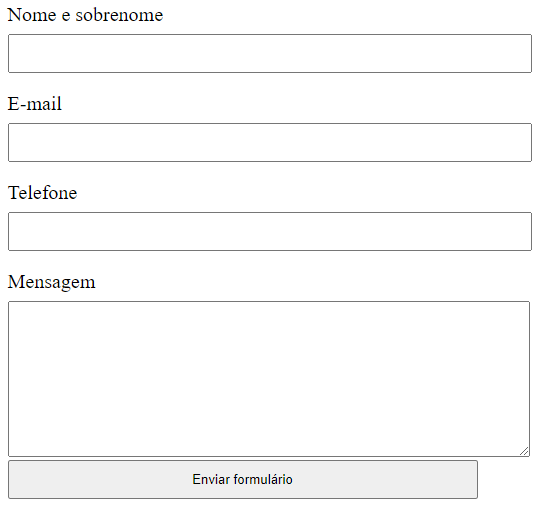 Nome e sobrenome
E-mail
Telefone
Mensagem
Enviar formulário